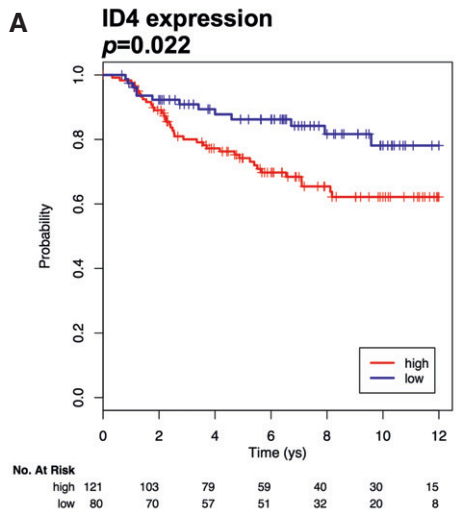 A
ID4 expression
p=0.022
1.0
0.8
0.6
0.4
0.2
0.0
Probability
high
low
0 2 4 6 8 10 12
Time (ys)
No. At Risk
high 121 103 79 59 40 30 15
low 80 70 57 51 32 20 8